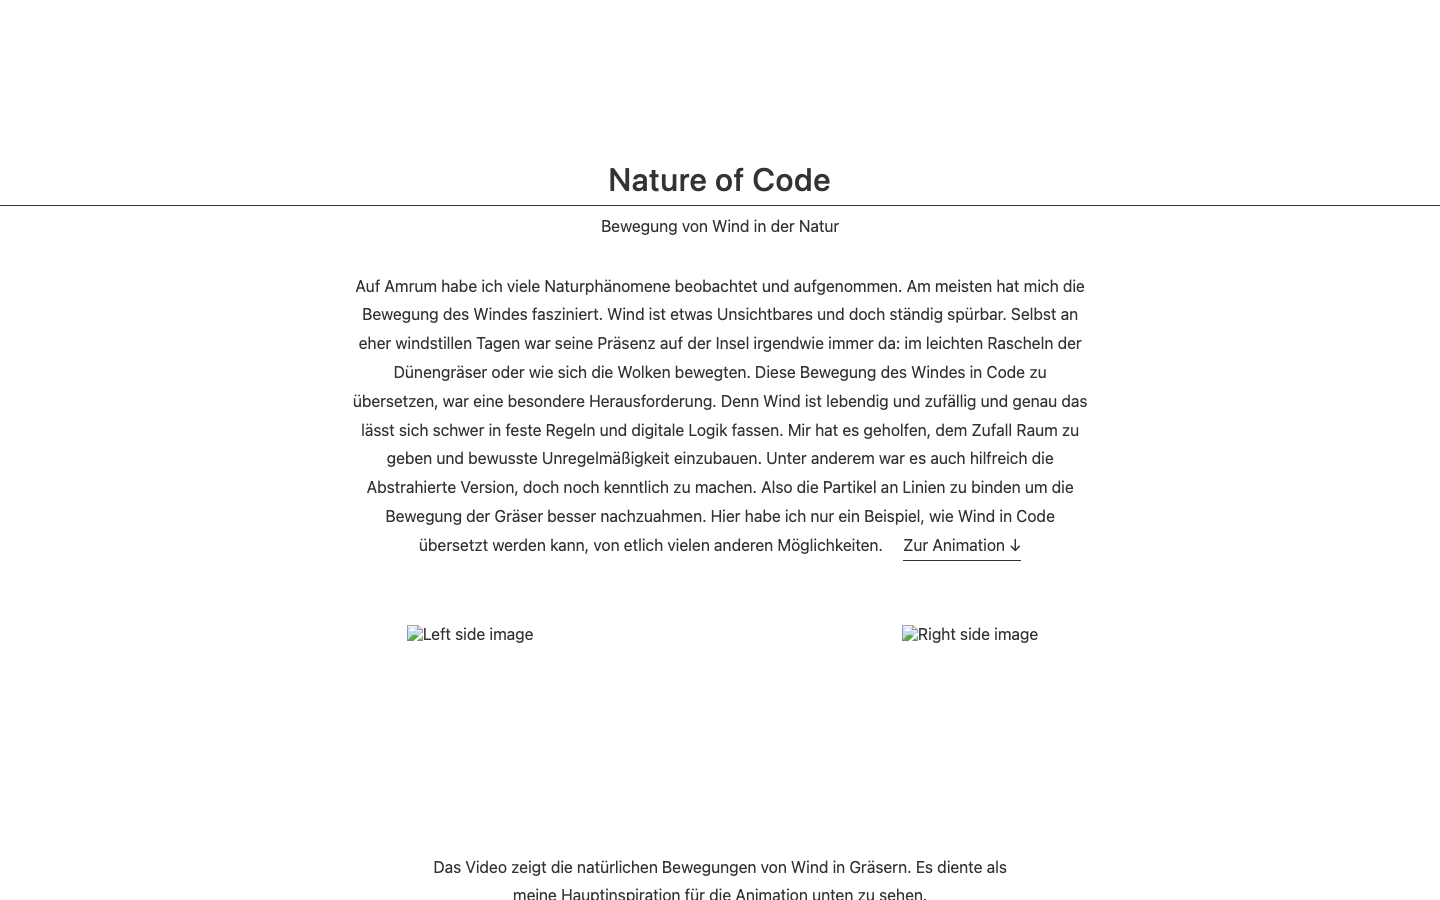 Nature of Code
Bewegung von Wind in der Natur
Auf Amrum habe ich viele Naturphänomene beobachtet und aufgenommen. Am meisten hat mich die
Bewegung des Windes fasziniert. Wind ist etwas Unsichtbares und doch ständig spürbar. Selbst an
eher windstillen Tagen war seine Präsenz auf der Insel irgendwie immer da: im leichten Rascheln der
Dünengräser oder wie sich die Wolken bewegten. Diese Bewegung des Windes in Code zu
übersetzen, war eine besondere Herausforderung. Denn Wind ist lebendig und zufällig und genau das
lässt sich schwer in feste Regeln und digitale Logik fassen. Mir hat es geholfen, dem Zufall Raum zu
geben und bewusste Unregelmäßigkeit einzubauen. Unter anderem war es auch hilfreich die
Abstrahierte Version, doch noch kenntlich zu machen. Also die Partikel an Linien zu binden um die
Bewegung der Gräser besser nachzuahmen. Hier habe ich nur ein Beispiel, wie Wind in Code
übersetzt werden kann, von etlich vielen anderen Möglichkeiten. Zur Animation ↓
Left side image
Right side image
Das Video zeigt die natürlichen Bewegungen von Wind in Gräsern. Es diente als
meine Hauptinspiration für die Animation unten zu sehen.